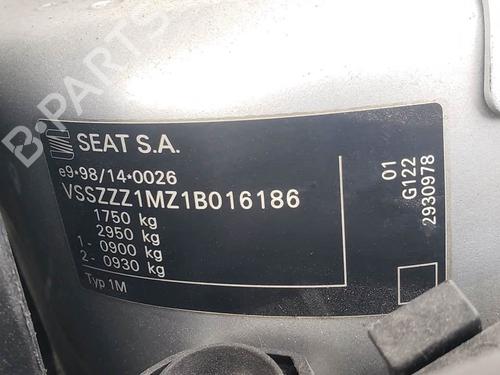 SEAT S.A.
e9*98/14*0026
VSSZZZ1MZ1B016186
1750 kg
2950 kg
1- 0900 kg
2- 0930 kg
Typ 1M
01
G122
2930978
B-PARTS